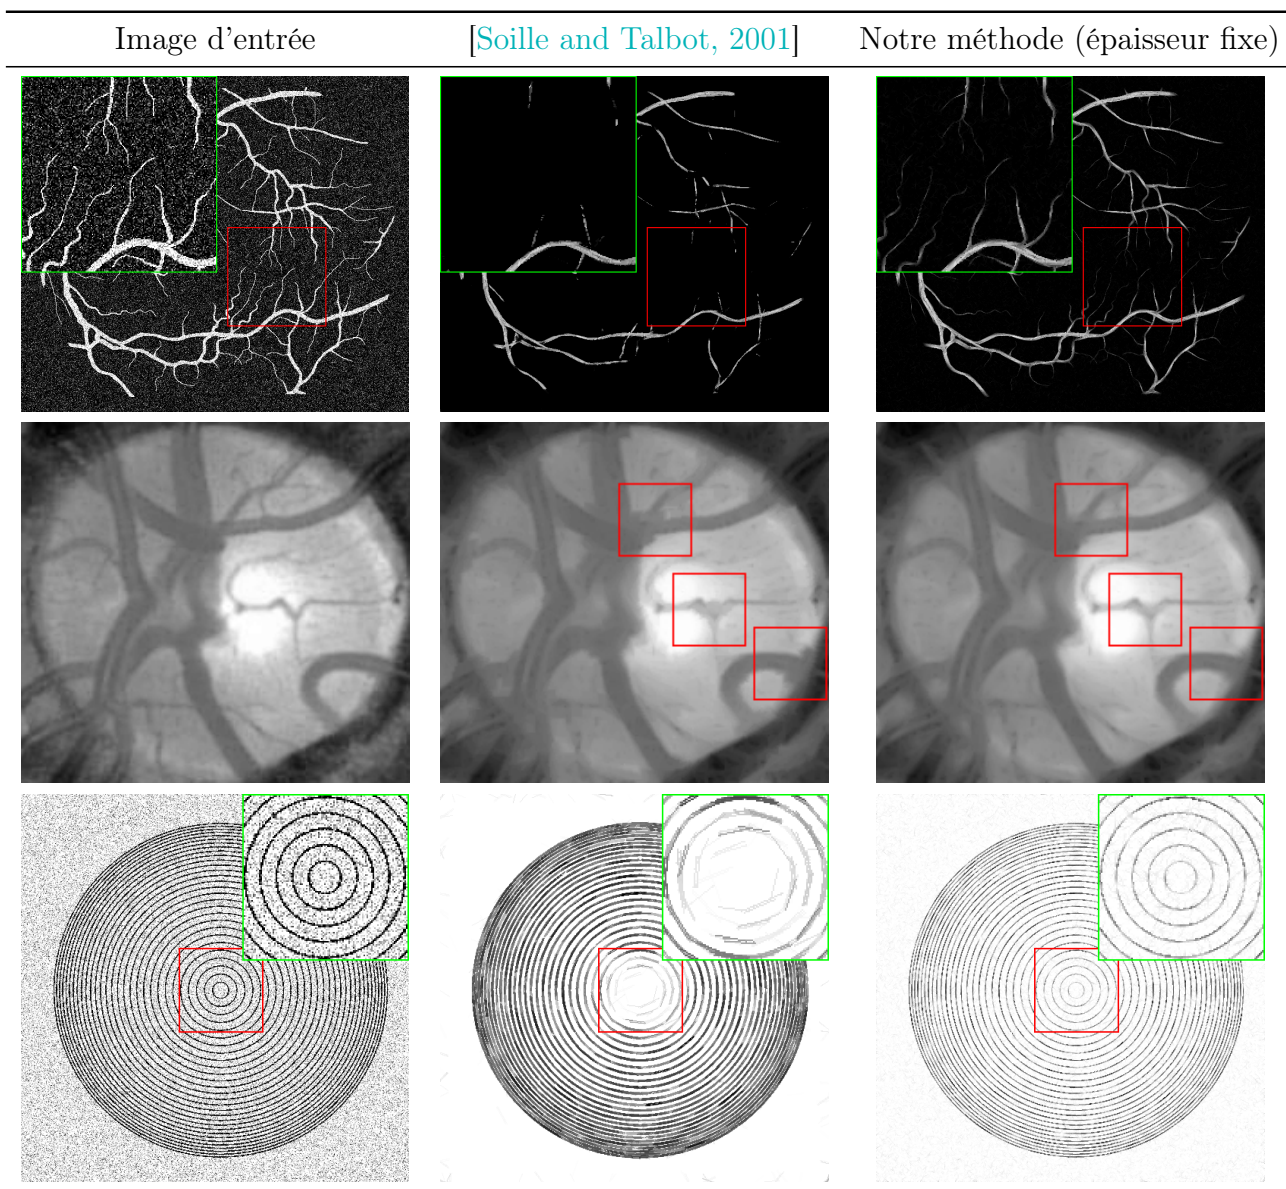 Image d'entrée [Soille and Talbot, 2001] Notre méthode (épaisseur fixe)